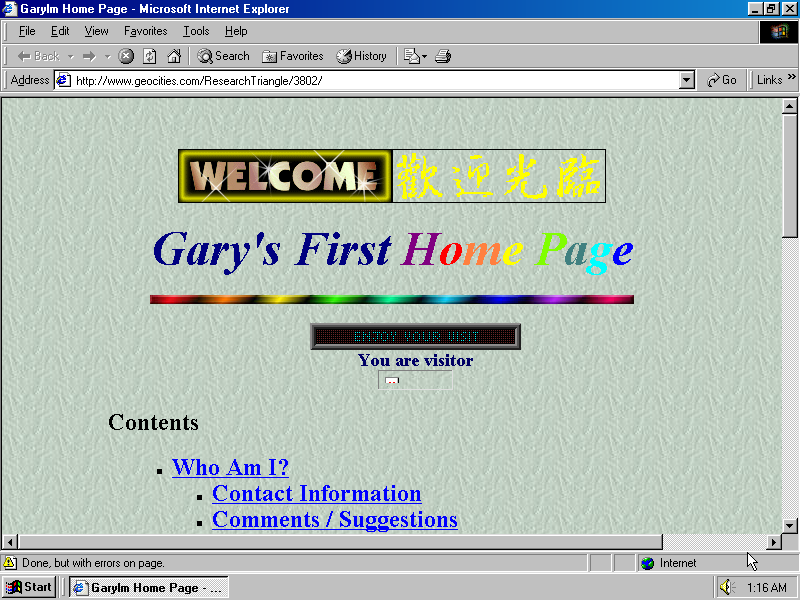 Garylm Home Page - Microsoft Internet Explorer
File Edit View Favorites Tools Help
Back Search Favorites History
Address http://www.geocities.com/ResearchTriangle/3802/ Go Links »
WELCOME 歡迎光臨
Gary's First Home Page
ENJOY YOUR VISIT
You are visitor
Contents
Who Am I?
Contact Information
Comments / Suggestions
Done, but with errors on page. Internet
Start Garylm Home Page - ... 1:16 AM